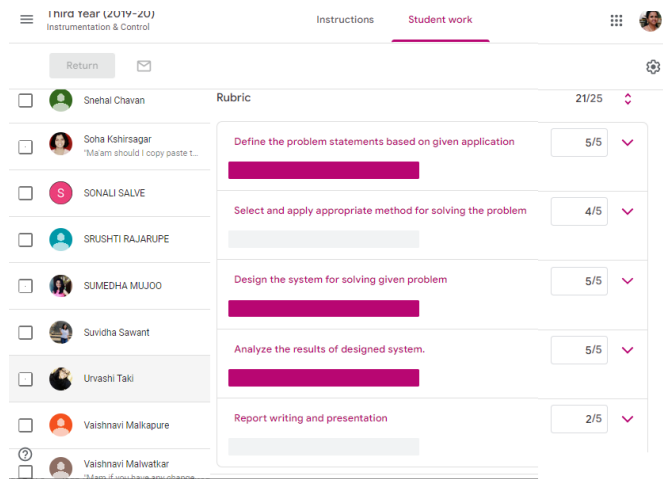 Third Year (2019-20)
Instrumentation & Control
Instructions
Student work
Return
Snehal Chavan
Soha Kshirsagar
"Ma'am should I copy paste t...
S
SONALI SALVE
SRUSHTI RAJARUPE
SUMEDHA MUJOO
Suvidha Sawant
Urvashi Taki
Vaishnavi Malkapure
Vaishnavi Malwatkar
"Mam if you have any change
Rubric
21/25
Define the problem statements based on given application
5/5
Select and apply appropriate method for solving the problem
4/5
Design the system for solving given problem
5/5
Analyze the results of designed system.
5/5
Report writing and presentation
2/5